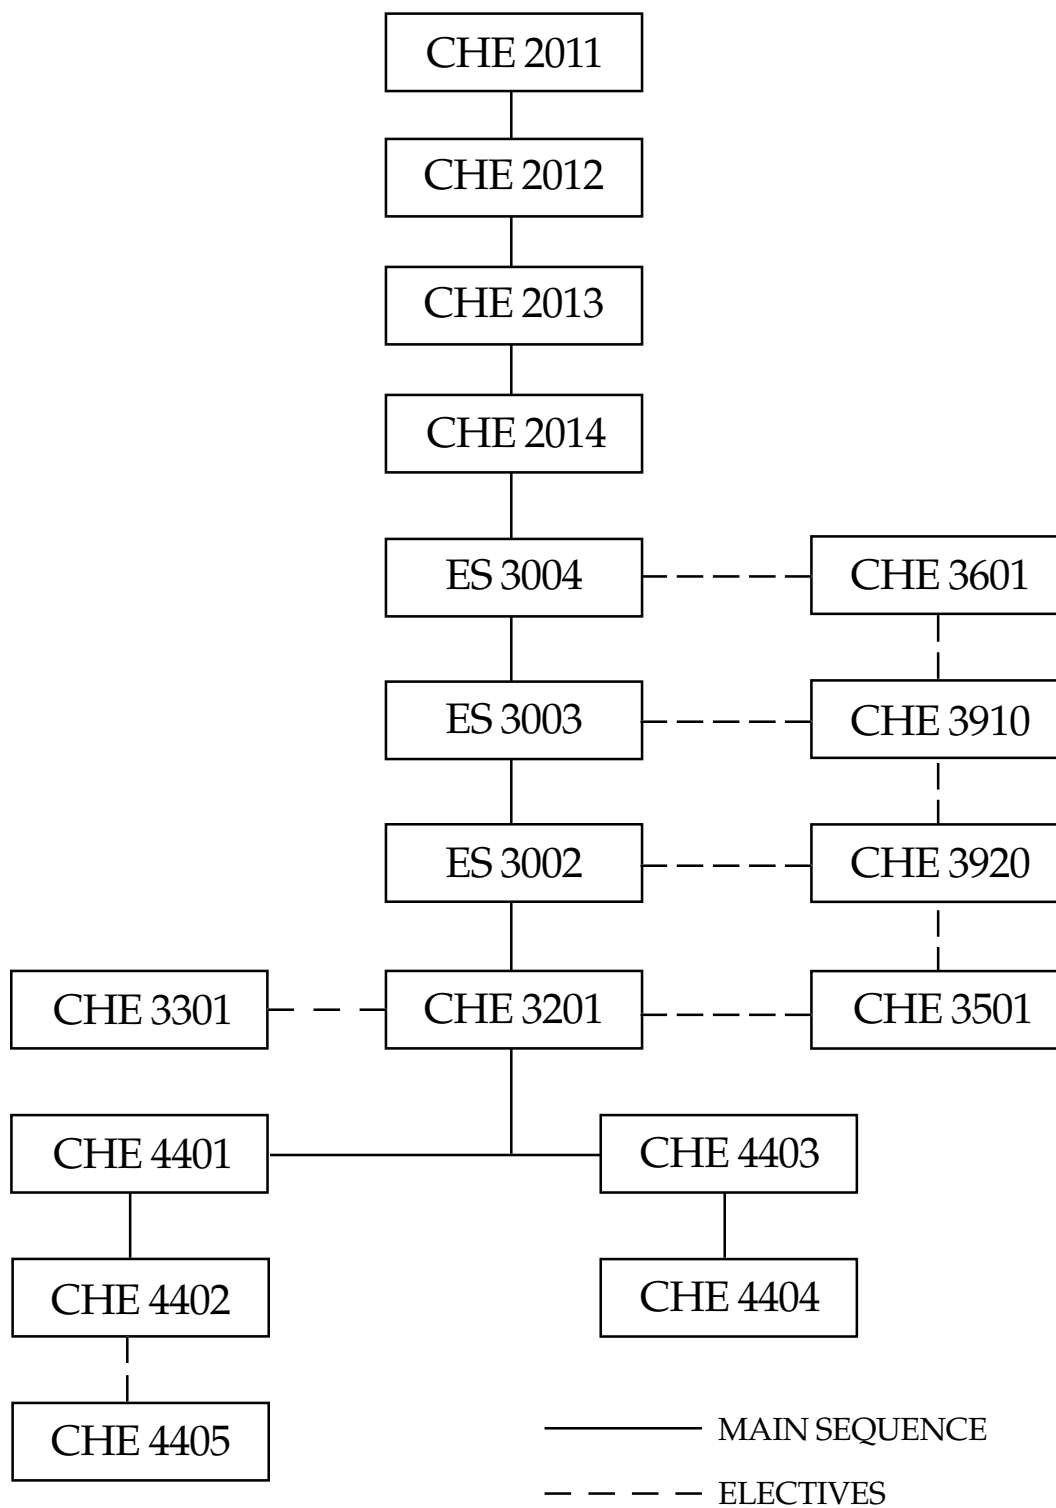 CHE 2011
CHE 2012
CHE 2013
CHE 2014
ES 3004
CHE 3601
ES 3003
CHE 3910
ES 3002
CHE 3920
CHE 3301
CHE 3201
CHE 3501
CHE 4401
CHE 4403
CHE 4402
CHE 4404
CHE 4405
MAIN SEQUENCE
ELECTIVES